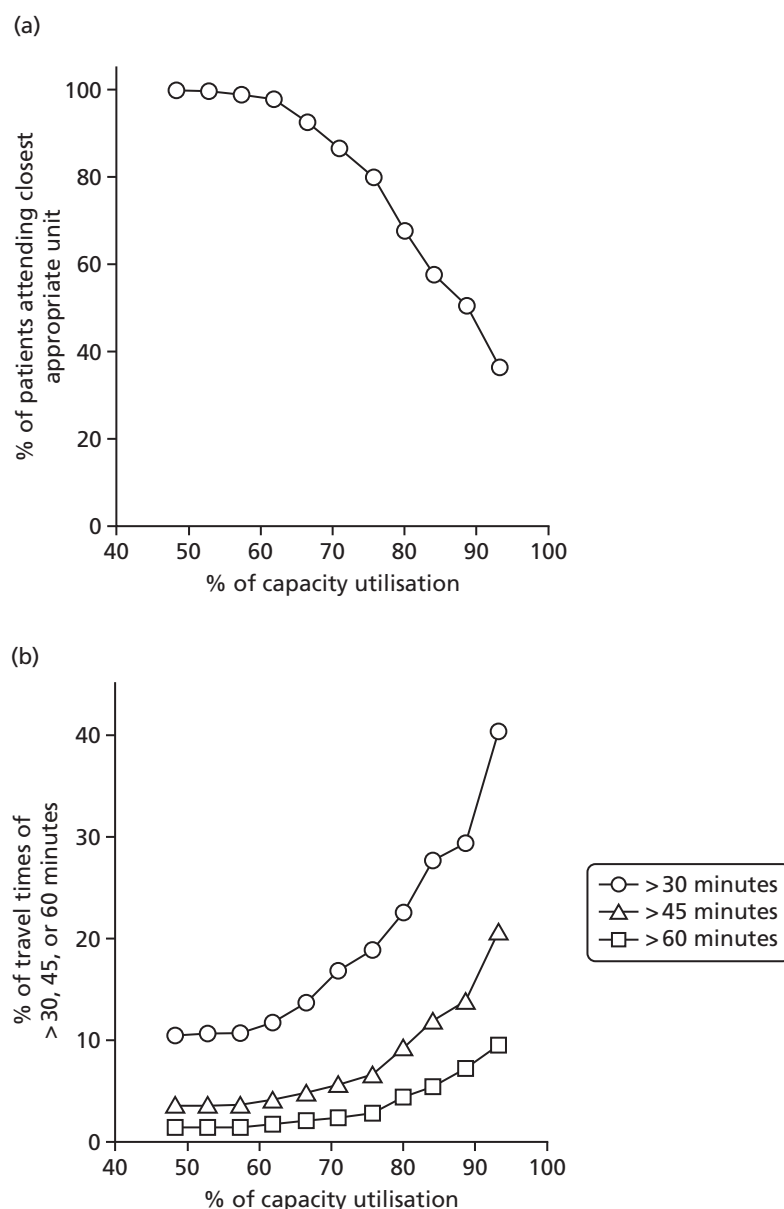 (a)
% of patients attending closest
appropriate unit
100
80
60
40
20
0
40 50 60 70 80 90 100
% of capacity utilisation
(b)
% of travel times of
> 30, 45, or 60 minutes
40
30
20
10
0
40 50 60 70 80 90 100
% of capacity utilisation
> 30 minutes
> 45 minutes
> 60 minutes